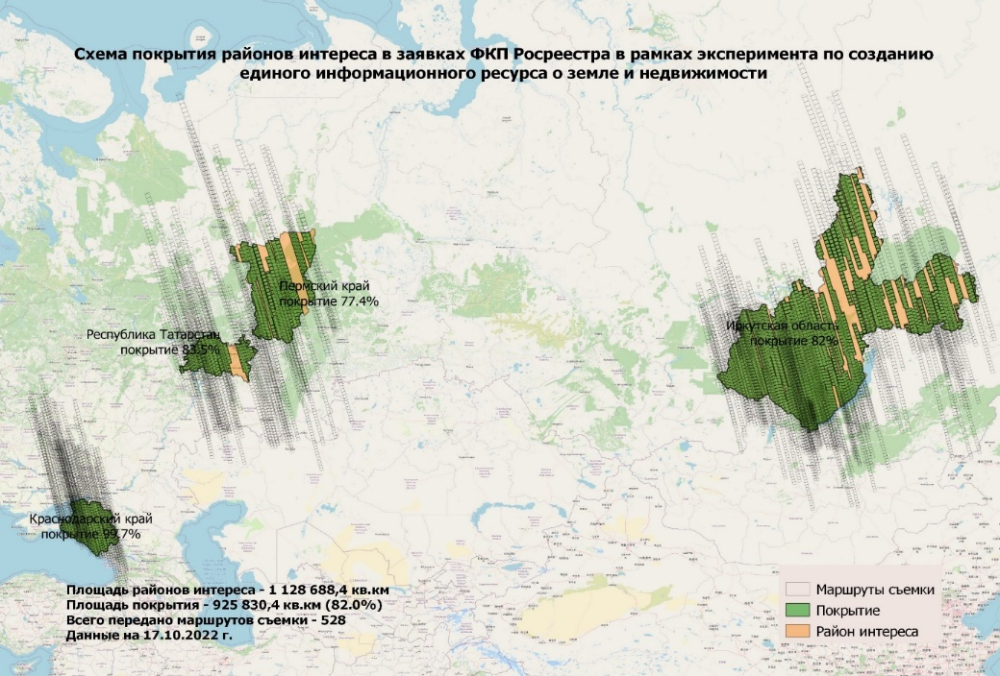 Схема покрытия районов интереса в заявках ФКП Росреестра в рамках эксперимента по созданию
единого информационного ресурса о земле и недвижимости
Пермский край
покрытие 77.4%
Республика Татарстан
покрытие 83.5%
Иркутская область
покрытие 82%
Краснодарский край
покрытие 99.7%
Площадь районов интереса - 1 128 688,4 кв.км
Площадь покрытия - 925 830,4 кв.км (82.0%)
Всего передано маршрутов съемки - 528
Данные на 17.10.2022 г.
Маршруты съемки
Покрытие
Район интереса